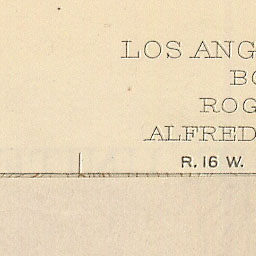 LOS ANG
BO
ROG
ALFRED
R. 16 W.